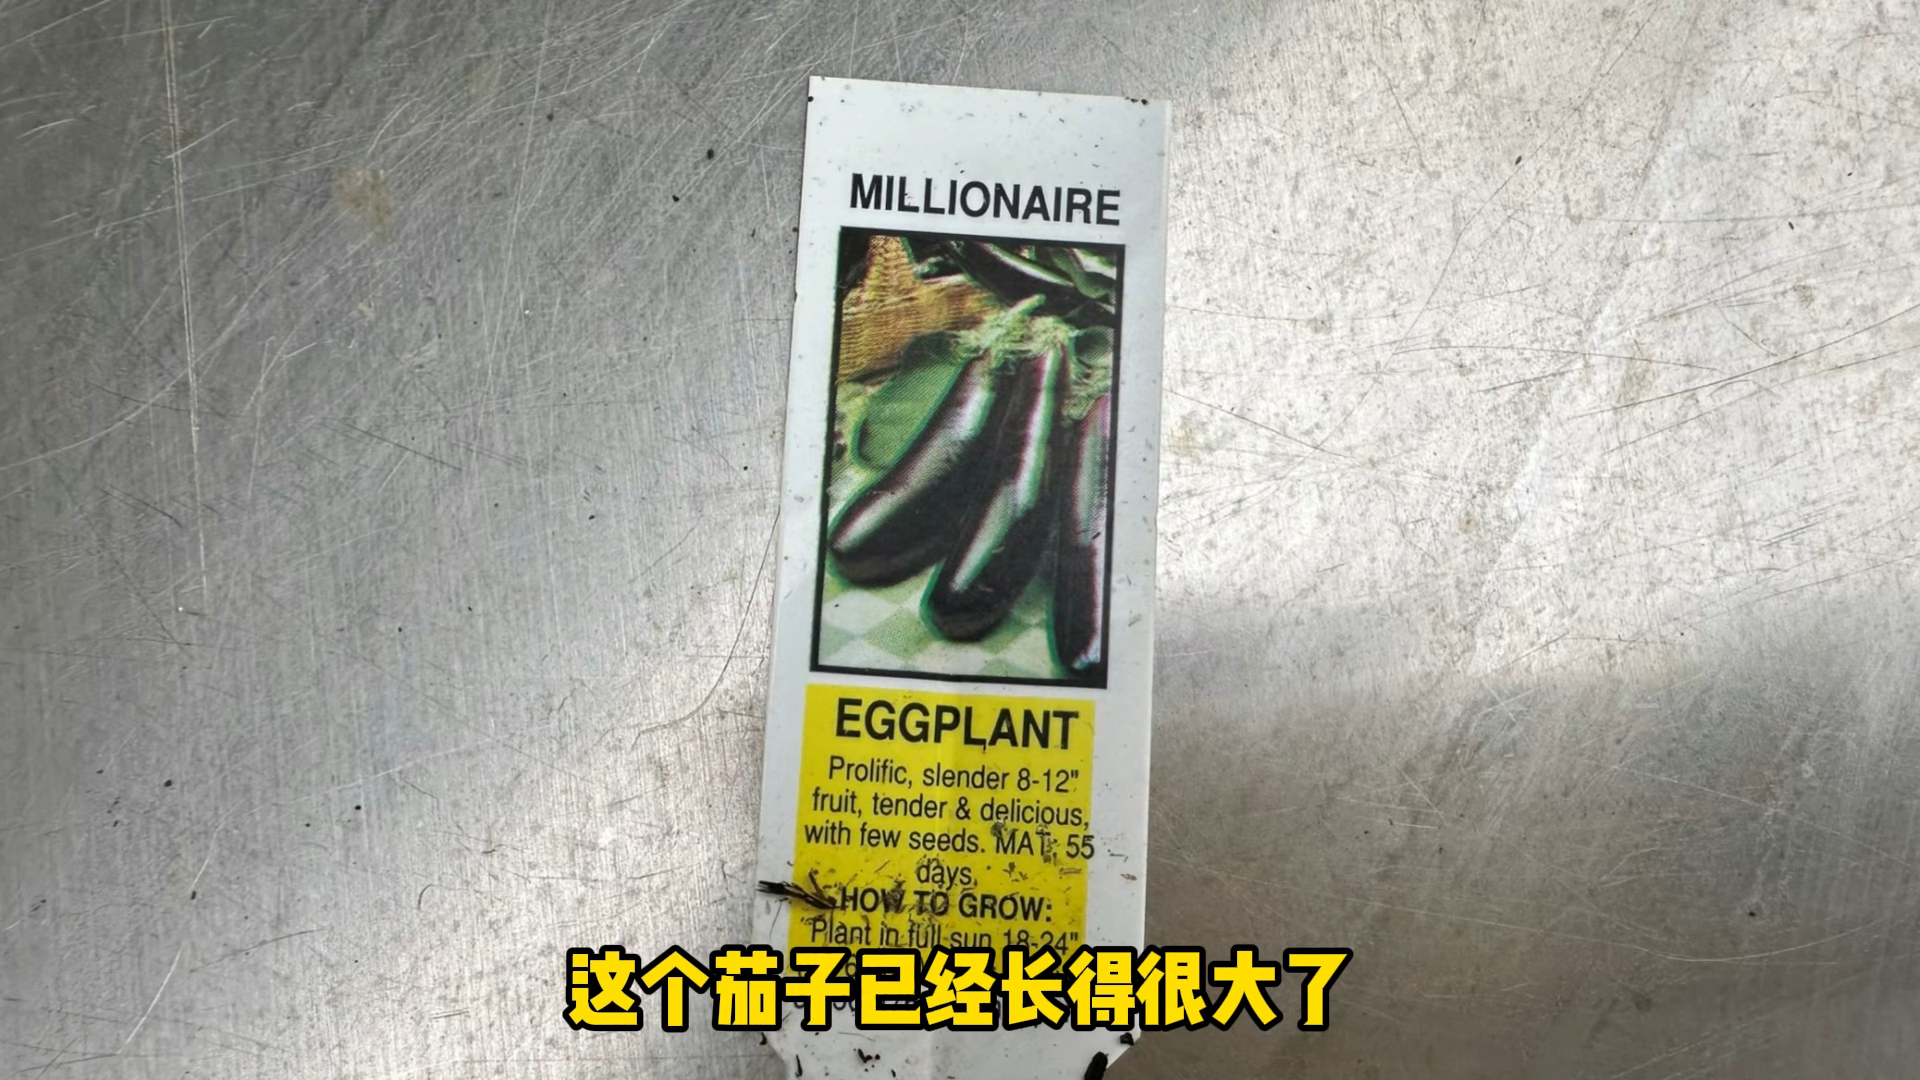 MILLIONAIRE
EGGPLANT
Prolific, slender 8-12"
fruit, tender & delicious,
with few seeds. MAT: 55
days.
HOW TO GROW:
Plant in full sun 18-24"
这个茄子已经长得很大了